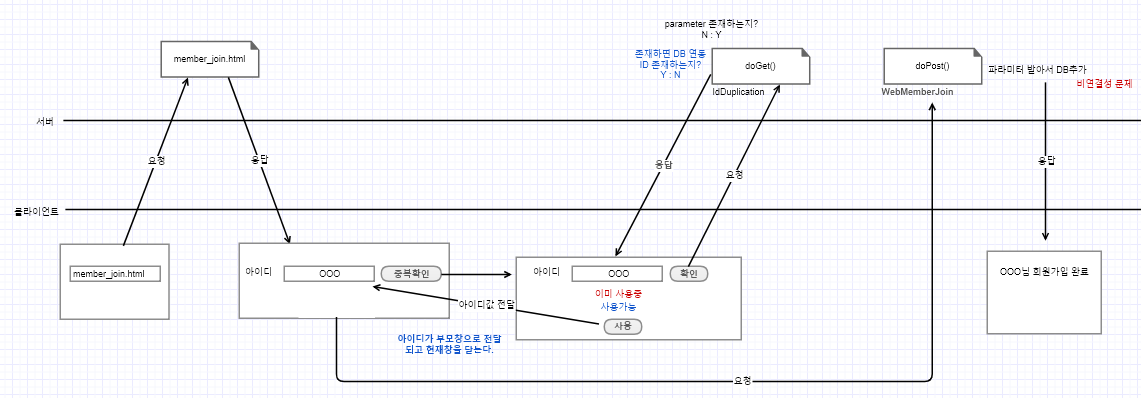 parameter 존재하는지?
N : Y
member_join.html
존재하면 DB 연동
ID 존재하는지?
Y : N
doGet()
IdDuplication
doPost()
WebMemberJoin
파라미터 받아서 DB추가
비연결성 문제
서버
요청
응답
응답
요청
응답
클라이언트
member_join.html
아이디
OOO
중복확인
아이디
OOO
확인
이미 사용중
사용가능
사용
아이디값 전달
OOO님 회원가입 완료
아이디가 부모창으로 전달
되고 현재창을 닫는다.
요청